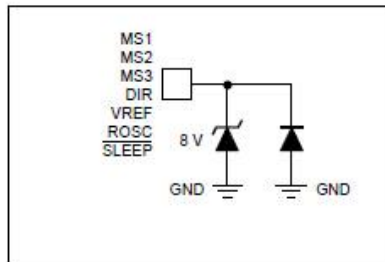 MS1
MS2
MS3
DIR
VREF
ROSC
SLEEP
8 V
GND
GND